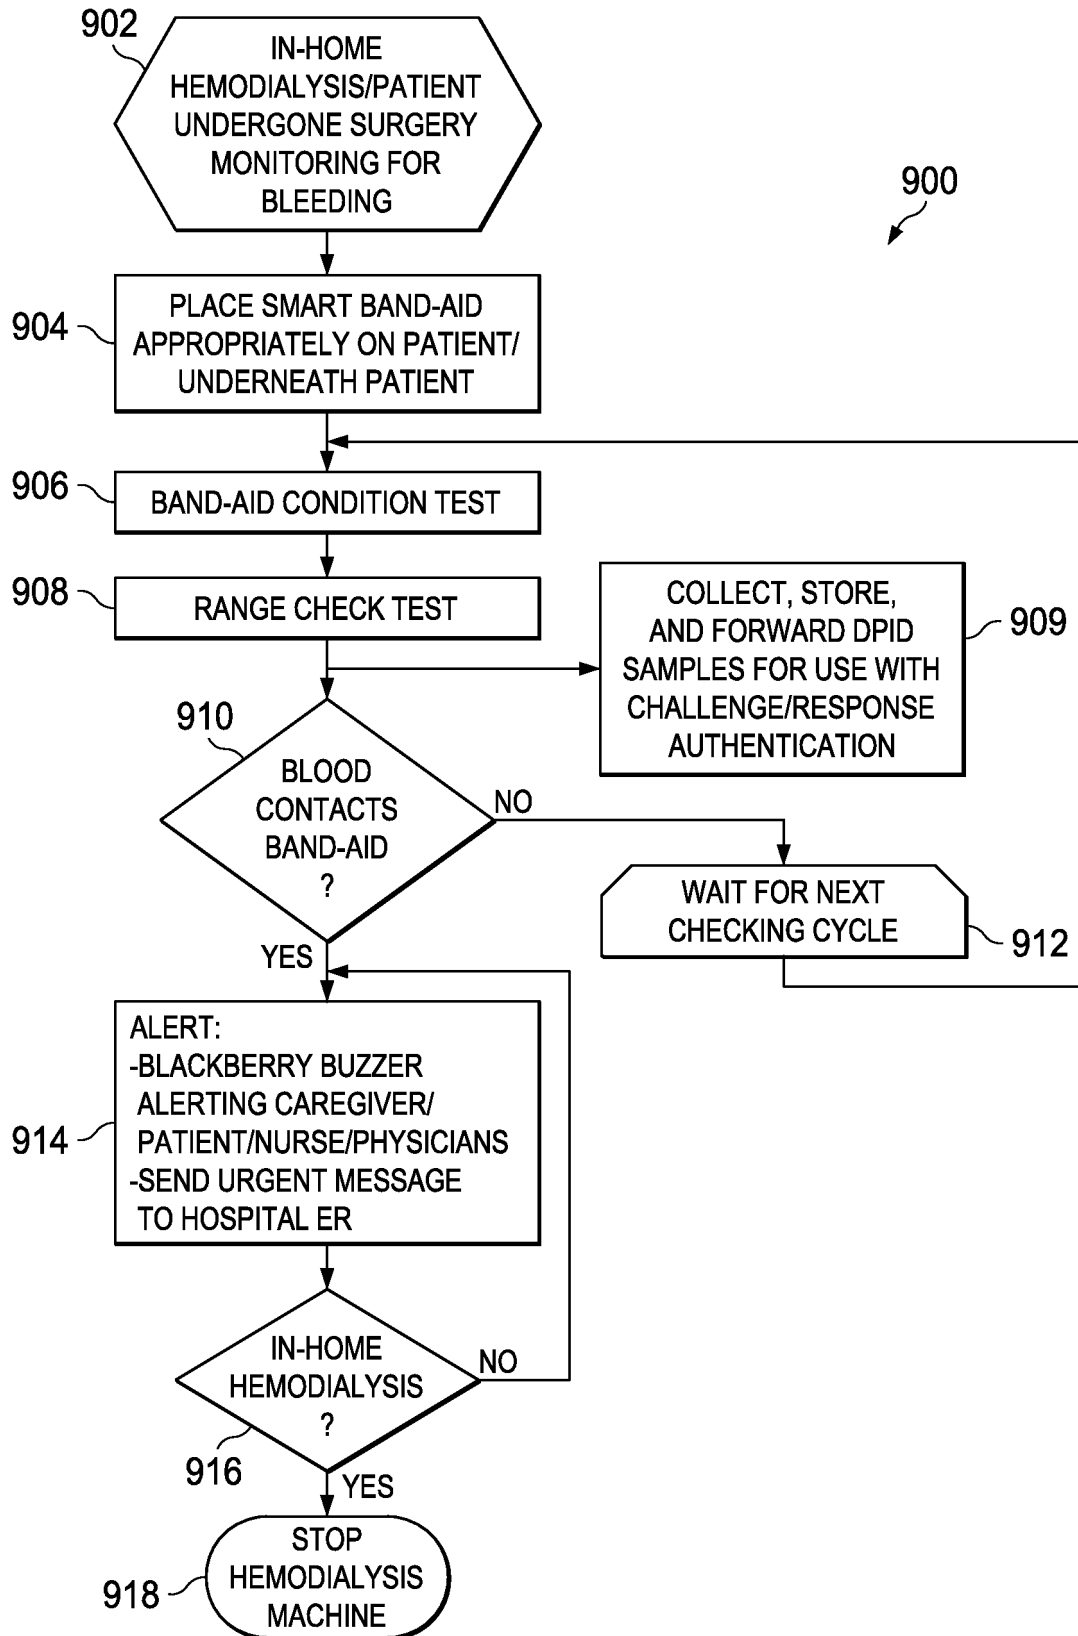 902
IN-HOME
HEMODIALYSIS/PATIENT
UNDERGONE SURGERY
MONITORING FOR
BLEEDING
900
904
PLACE SMART BAND-AID
APPROPRIATELY ON PATIENT/
UNDERNEATH PATIENT
906
BAND-AID CONDITION TEST
908
RANGE CHECK TEST
COLLECT, STORE,
AND FORWARD DPID
SAMPLES FOR USE WITH
CHALLENGE/RESPONSE
AUTHENTICATION
909
910
BLOOD
CONTACTS
BAND-AID
?
NO
WAIT FOR NEXT
CHECKING CYCLE
912
YES
914
ALERT:
-BLACKBERRY BUZZER
ALERTING CAREGIVER/
PATIENT/NURSE/PHYSICIANS
-SEND URGENT MESSAGE
TO HOSPITAL ER
IN-HOME
HEMODIALYSIS
?
NO
916
YES
918
STOP
HEMODIALYSIS
MACHINE